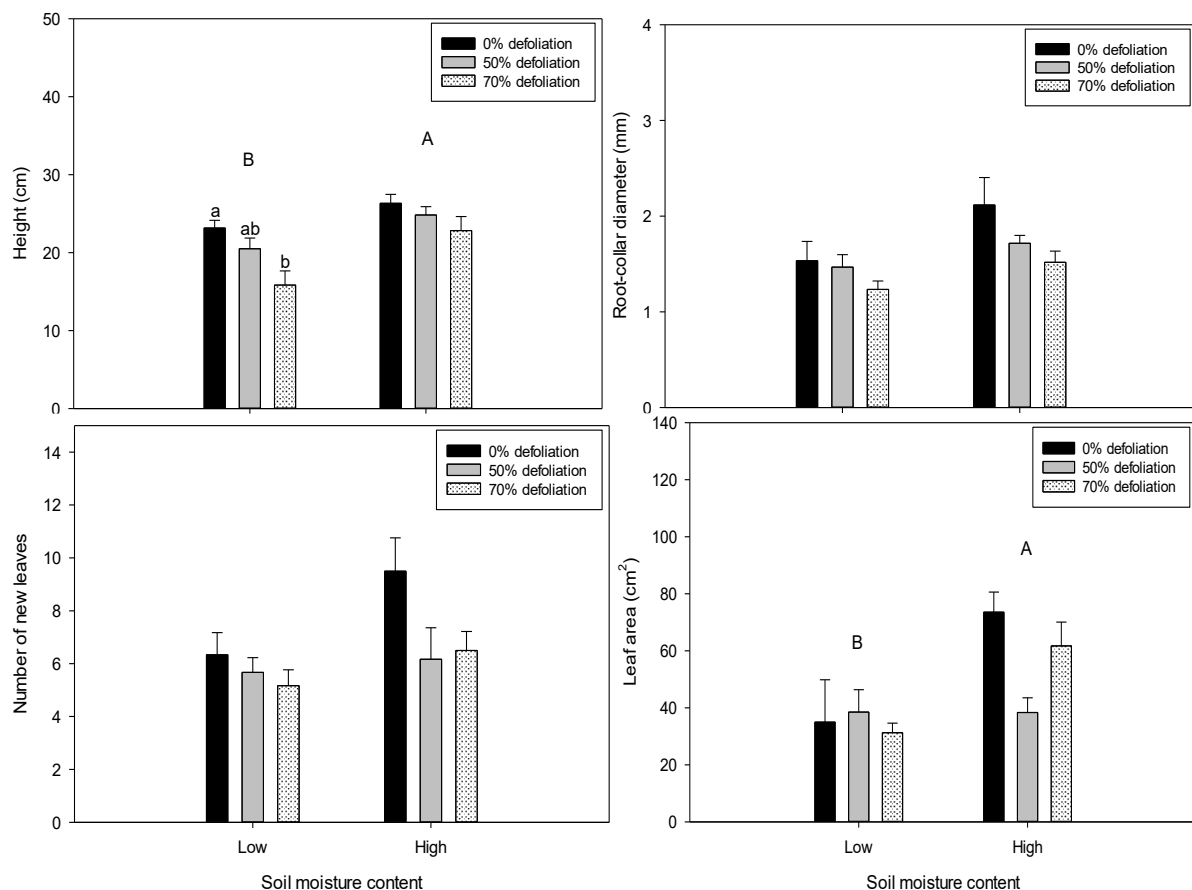 50
40
30
20
10
0
Height (cm)
0% defoliation
50% defoliation
70% defoliation
B
A
a
ab
b
4
3
2
1
0
Root-collar diameter (mm)
0% defoliation
50% defoliation
70% defoliation
14
12
10
8
6
4
2
0
Number of new leaves
0% defoliation
50% defoliation
70% defoliation
Low
High
Soil moisture content
140
120
100
80
60
40
20
0
Leaf area (cm²)
0% defoliation
50% defoliation
70% defoliation
A
B
Low
High
Soil moisture content